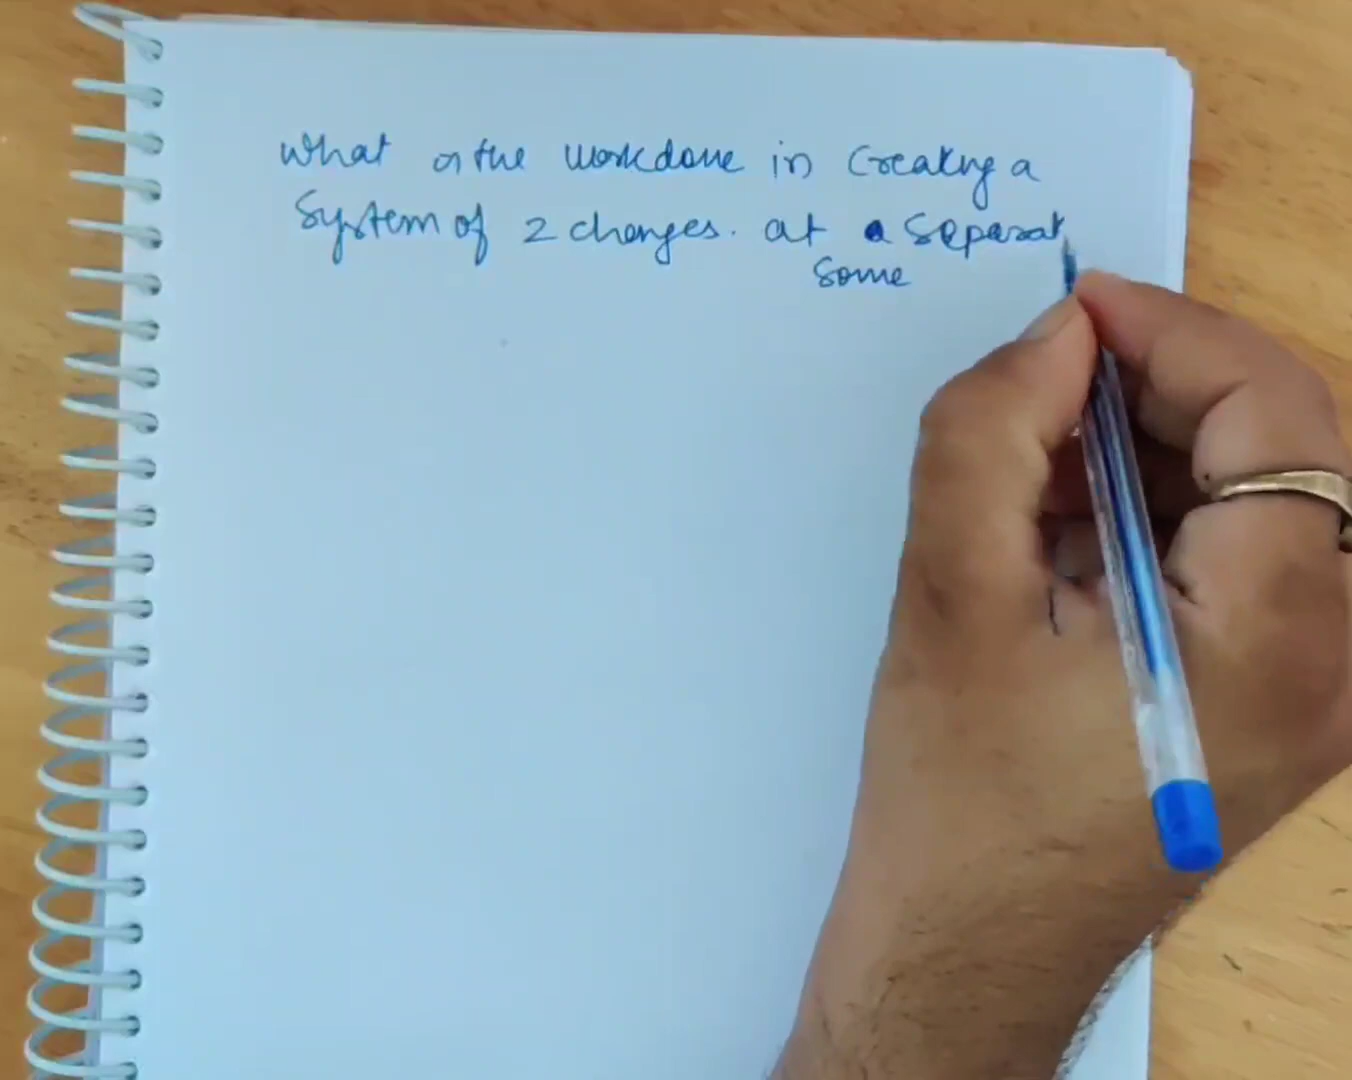 what is the workdone in Creating a
System of 2 charges. at a Separat
Some